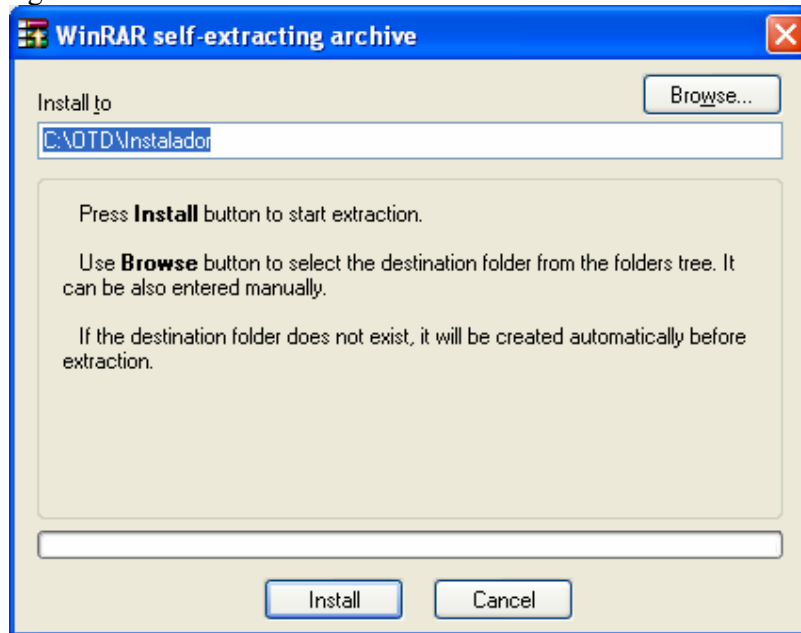 WinRAR self-extracting archive
Install to
Browse...
C:\OTD\Instalador
Press Install button to start extraction.
Use Browse button to select the destination folder from the folders tree. It
can be also entered manually.
If the destination folder does not exist, it will be created automatically before
extraction.
Install
Cancel